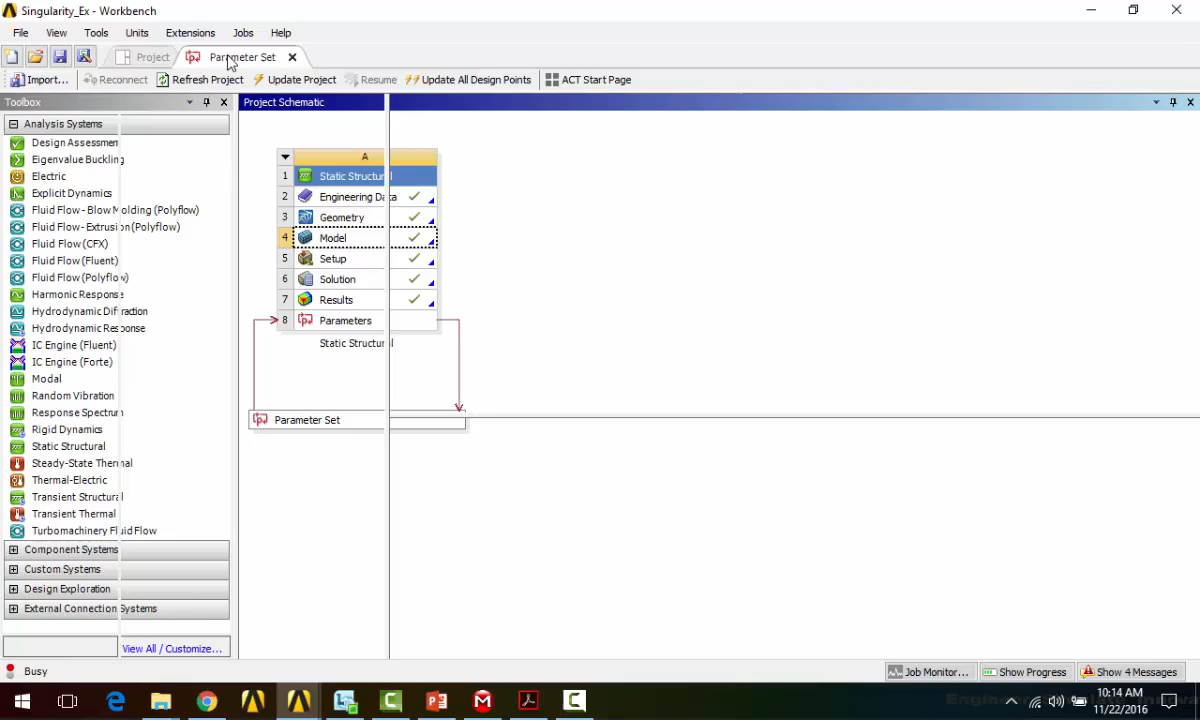 Singularity_Ex - Workbench
File View Tools Units Extensions Jobs Help
Project Parameter Set
Import... Reconnect Refresh Project Update Project Resume Update All Design Points ACT Start Page
Toolbox
Project Schematic
Analysis Systems
Design Assessmen
Eigenvalue Buckling
Electric
Explicit Dynamics
Fluid Flow - Blow Molding (Polyflow)
Fluid Flow - Extrusion (Polyflow)
Fluid Flow (CFX)
Fluid Flow (Fluent)
Fluid Flow (Polyflow)
Harmonic Response
Hydrodynamic Diffraction
Hydrodynamic Response
IC Engine (Fluent)
IC Engine (Forte)
Modal
Random Vibration
Response Spectrum
Rigid Dynamics
Static Structural
Steady-State Thermal
Thermal-Electric
Transient Structural
Transient Thermal
Turbomachinery Fluid Flow
Component Systems
Custom Systems
Design Exploration
External Connection Systems
View All / Customize...
A
1 Static Structural
2 Engineering Data
3 Geometry
4 Model
5 Setup
6 Solution
7 Results
8 Parameters
Static Structural
Parameter Set
Busy
Job Monitor... Show Progress Show 4 Messages
10:14 AM
11/22/2016